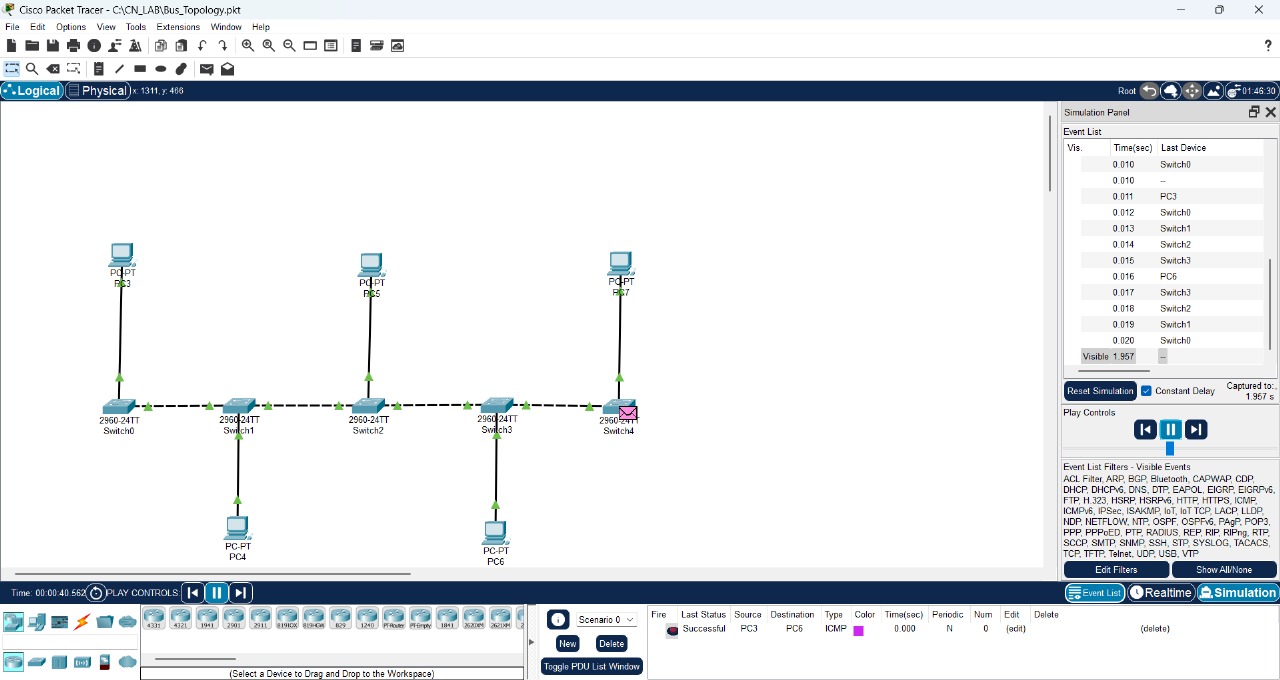 Cisco Packet Tracer - C:\CN_LAB\Bus_Topology.pkt
File Edit Options View Tools Extensions Window Help
Logical Physical x: 1311, y: 466 Root 01:46:30
Simulation Panel
Event List
Vis. Time(sec) Last Device
0.010 Switch0
0.010 --
0.011 PC3
0.012 Switch0
0.013 Switch1
0.014 Switch2
0.015 Switch3
0.016 PC6
0.017 Switch3
0.018 Switch2
0.019 Switch1
0.020 Switch0
Visible 1.957 --
Reset Simulation Constant Delay Captured to:
1.957 s
Play Controls
Event List Filters - Visible Events
ACL Filter, ARP, BGP, Bluetooth, CAPWAP, CDP,
DHCP, DHCPv6, DNS, DTP, EAPOL, EIGRP, EIGRPv6,
FTP, H.323, HSRP, HSRPv6, HTTP, HTTPS, ICMP,
ICMPv6, IPSec, ISAKMP, IoT, IoT TCP, LACP, LLDP,
NDP, NETFLOW, NTP, OSPF, OSPFv6, PAgP, POP3,
PPP, PPPoED, PTP, RADIUS, REP, RIP, RIPng, RTP,
SCCP, SMTP, SNMP, SSH, STP, SYSLOG, TACACS,
TCP, TFTP, Telnet, UDP, USB, VTP
Edit Filters Show All/None
PC-PT
PC3
PC-PT
PC5
PC-PT
PC7
2960-24TT
Switch0
2960-24TT
Switch1
2960-24TT
Switch2
2960-24TT
Switch3
2960-24TT
Switch4
PC-PT
PC4
PC-PT
PC6
Time: 00:00:40.562 PLAY CONTROLS: Event List Realtime Simulation
4331 4321 1941 2901 2911 819IOX 819HGW 829 1240 PT-Router PT-Empty 1841 2620XM 2621XM
(Select a Device to Drag and Drop to the Workspace)
Scenario 0
New Delete
Toggle PDU List Window
Fire Last Status Source Destination Type Color Time(sec) Periodic Num Edit Delete
Successful PC3 PC6 ICMP 0.000 N 0 (edit) (delete)